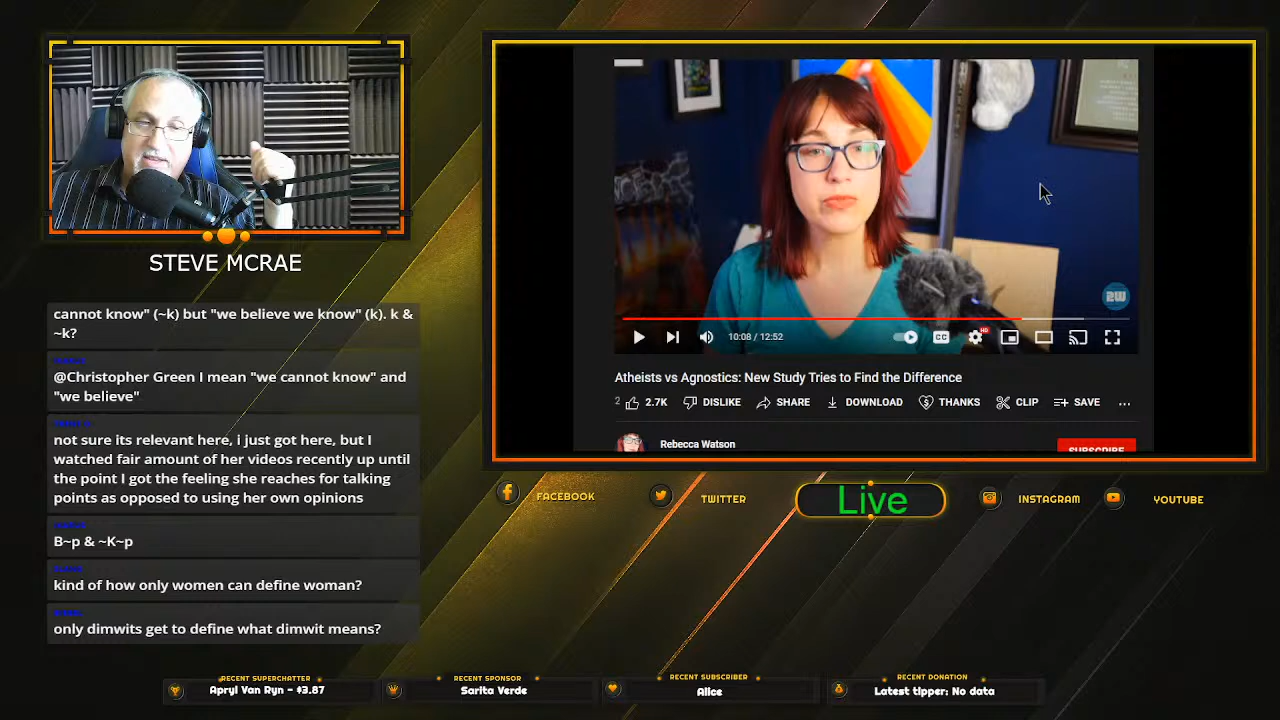 STEVE MCRAE
cannot know" (~k) but "we believe we know" (k). k &
~k?
@Christopher Green I mean "we cannot know" and
"we believe"
not sure its relevant here, i just got here, but I
watched fair amount of her videos recently up until
the point I got the feeling she reaches for talking
points as opposed to using her own opinions
B~p & ~K~p
kind of how only women can define woman?
only dimwits get to define what dimwit means?
10:08 / 12:52
CC
HD
Atheists vs Agnostics: New Study Tries to Find the Difference
2 2.7K DISLIKE SHARE DOWNLOAD THANKS CLIP SAVE ...
Rebecca Watson
SUBSCRIBE
FACEBOOK TWITTER Live INSTAGRAM YOUTUBE
RECENT SUPERCHATTER
Apryl Van Ryn - $3.87
RECENT SPONSOR
Sarita Verde
RECENT SUBSCRIBER
Alice
RECENT DONATION
Latest tipper: No data